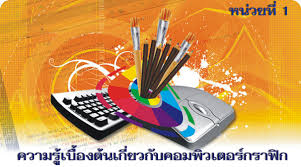 หน่วยที่ 1
ความรู้เบื้องต้นเกี่ยวกับคอมพิวเตอร์กราฟิก